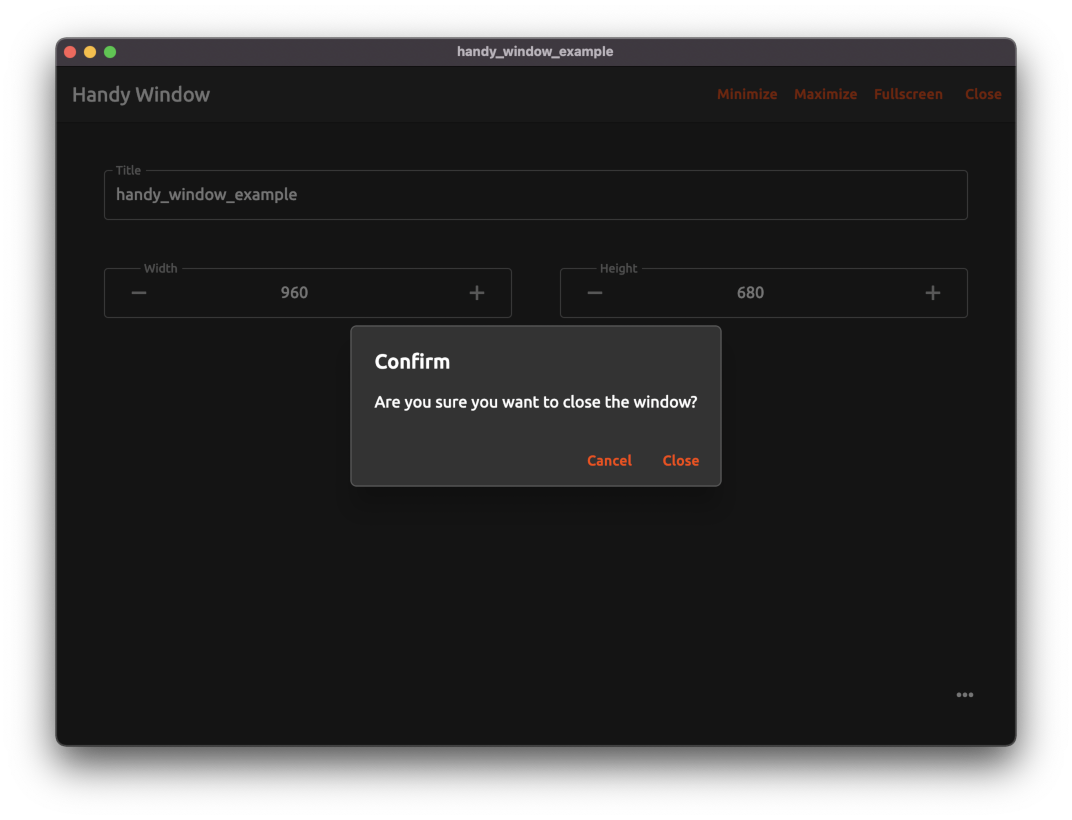 handy_window_example
Handy Window Minimize Maximize Fullscreen Close
Title
handy_window_example
Width Height
960 680
Confirm
Are you sure you want to close the window?
Cancel Close